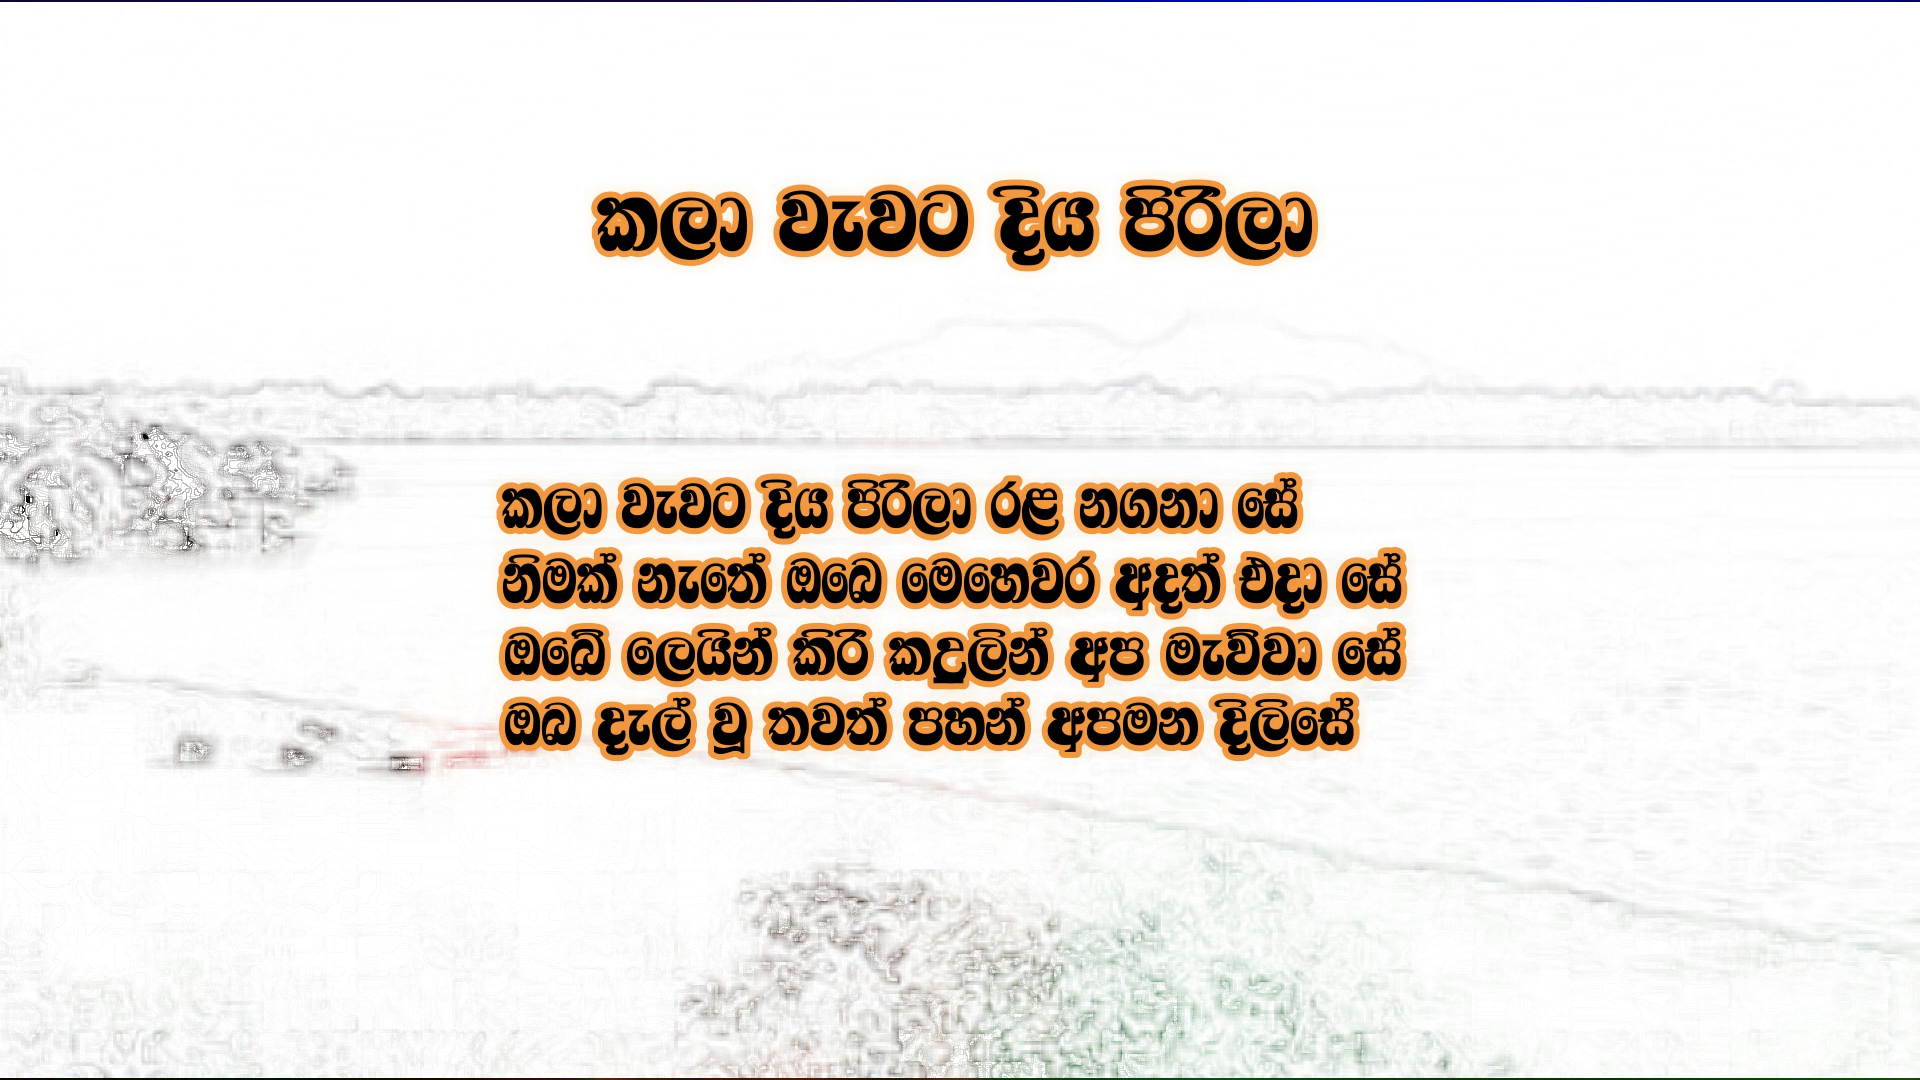 කලා වැවට දිය පිරිලා
කලා වැවට දිය පිරිලා රළ නගනා සේ
නිමක් නැතේ ඔබෙ මෙහෙවර අදත් එදා සේ
ඔබේ ලෙයින් කිරි කඳුලින් අප මැව්වා සේ
ඔබ දැල් වූ තවත් පහන් අපමන දිලිසේ